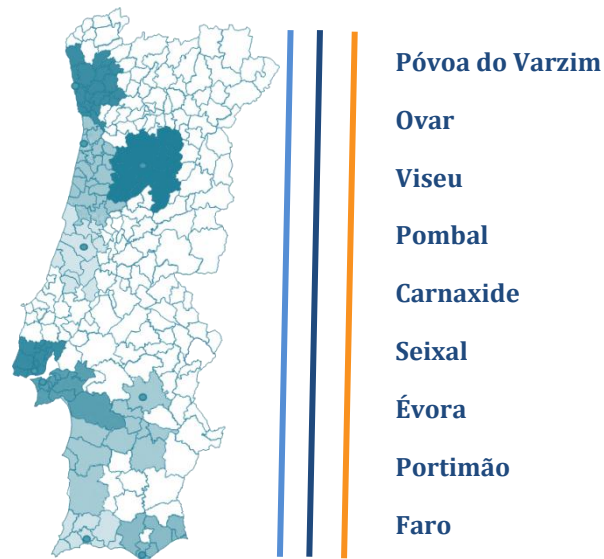 Póvoa do Varzim
Ovar
Viseu
Pombal
Carnaxide
Seixal
Évora
Portimão
Faro